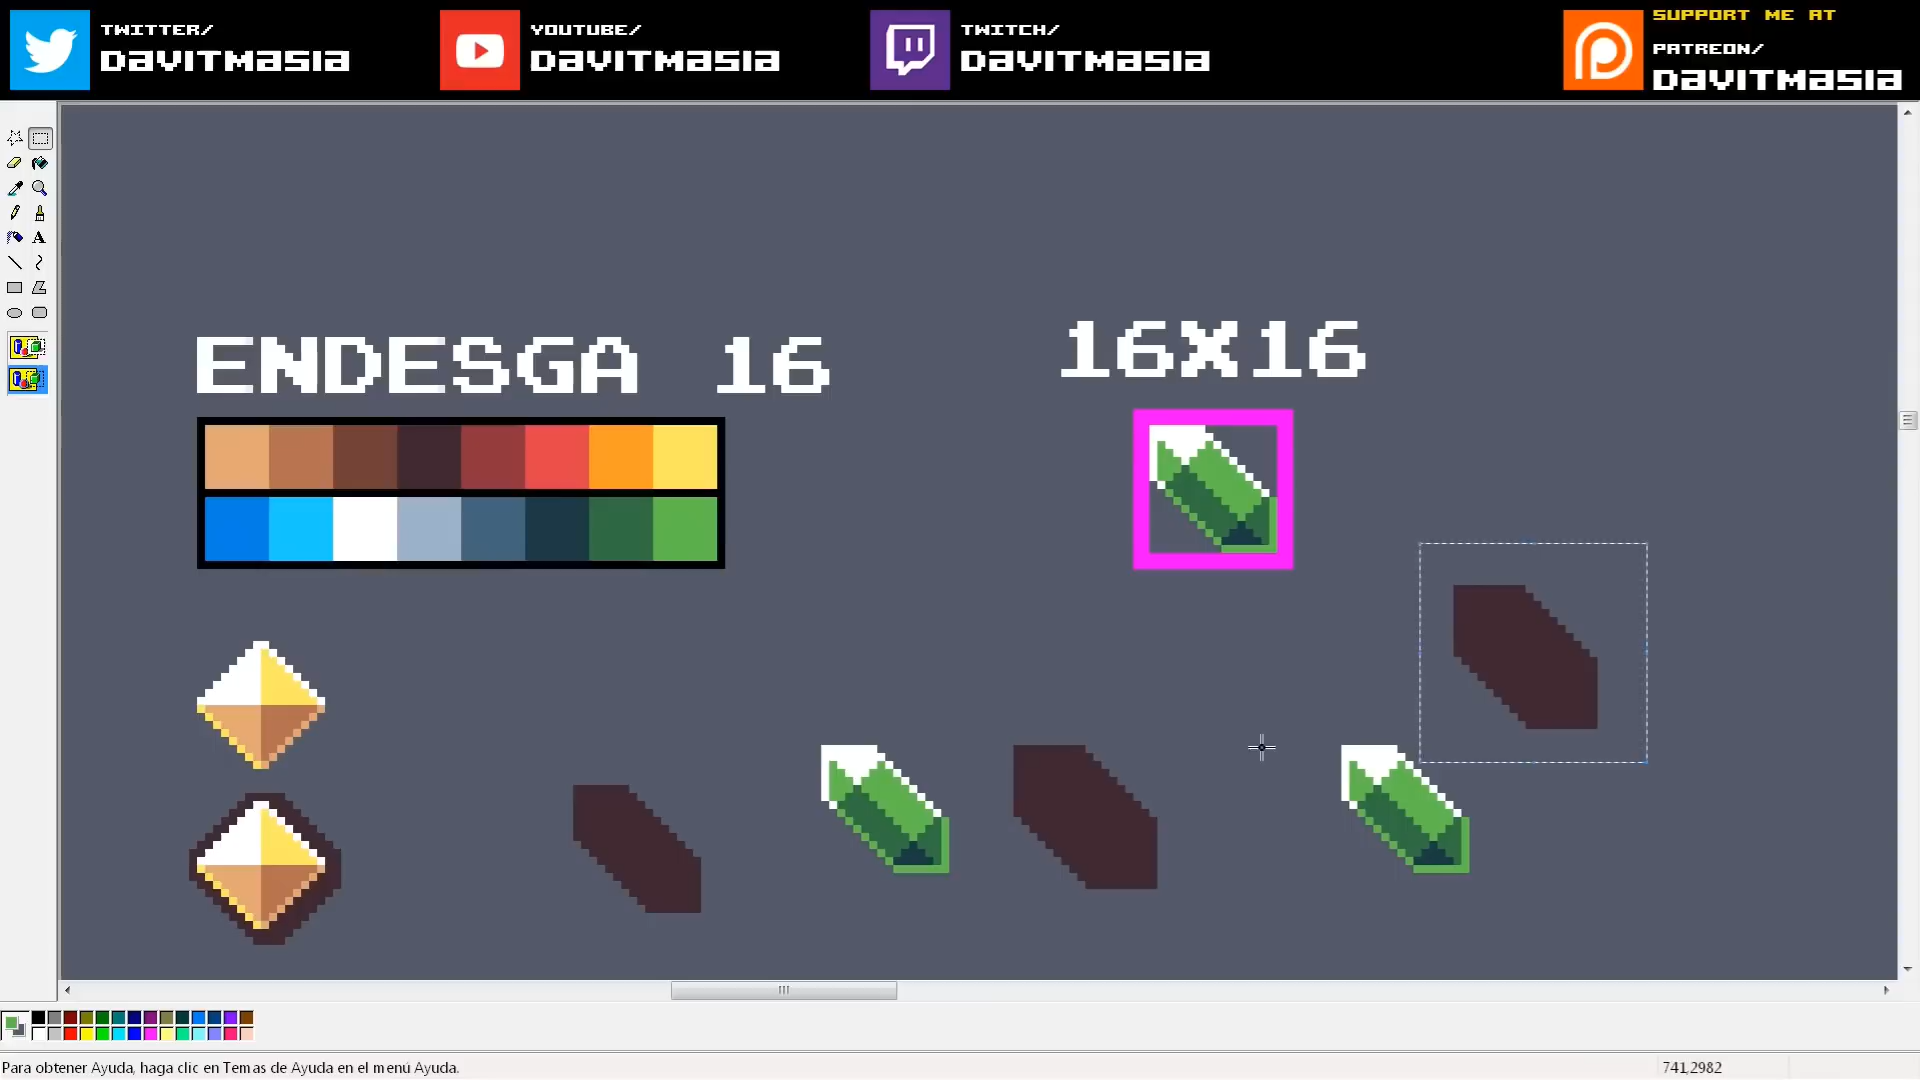 TWITTER/
DAVITMASIA
YOUTUBE/
DAVITMASIA
TWITCH/
DAVITMASIA
SUPPORT ME AT
PATREON/
DAVITMASIA
A
ENDESGA 16
16X16
Para obtener Ayuda, haga clic en Temas de Ayuda en el menú Ayuda.
741,2982